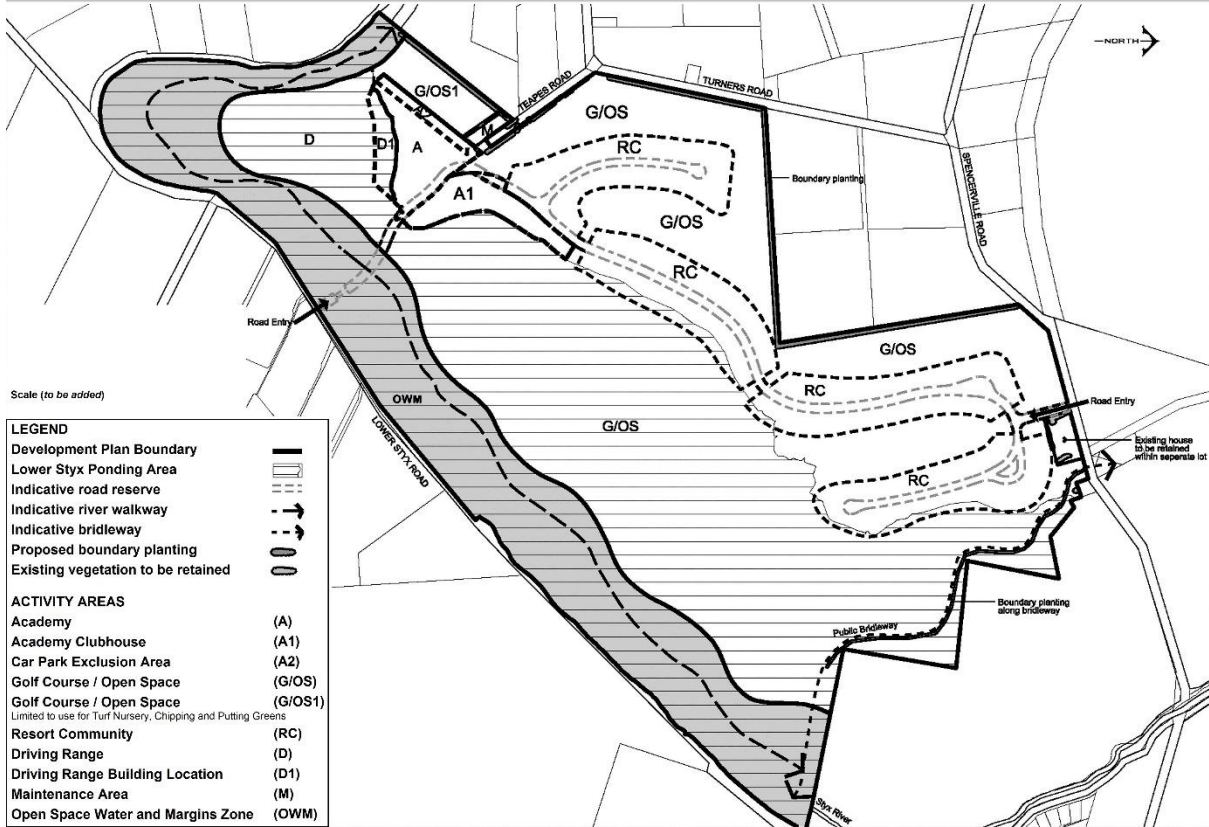 NORTH
TEAPES ROAD
TURNERS ROAD
G/OS1
A2
M
G/OS
RC
D
D1
A
A1
Boundary planting
SPENCERVILLE ROAD
G/OS
RC
Road Entry
G/OS
RC
Road Entry
Scale (to be added)
OWM
LOWER STYX ROAD
G/OS
Existing house
to be retained
within seperate lot
RC
Boundary planting
along bridleway
Public Bridleway
Styx River
LEGEND
Development Plan Boundary
Lower Styx Ponding Area
Indicative road reserve
Indicative river walkway
Indicative bridleway
Proposed boundary planting
Existing vegetation to be retained
ACTIVITY AREAS
Academy (A)
Academy Clubhouse (A1)
Car Park Exclusion Area (A2)
Golf Course / Open Space (G/OS)
Golf Course / Open Space (G/OS1)
Limited to use for Turf Nursery, Chipping and Putting Greens
Resort Community (RC)
Driving Range (D)
Driving Range Building Location (D1)
Maintenance Area (M)
Open Space Water and Margins Zone (OWM)